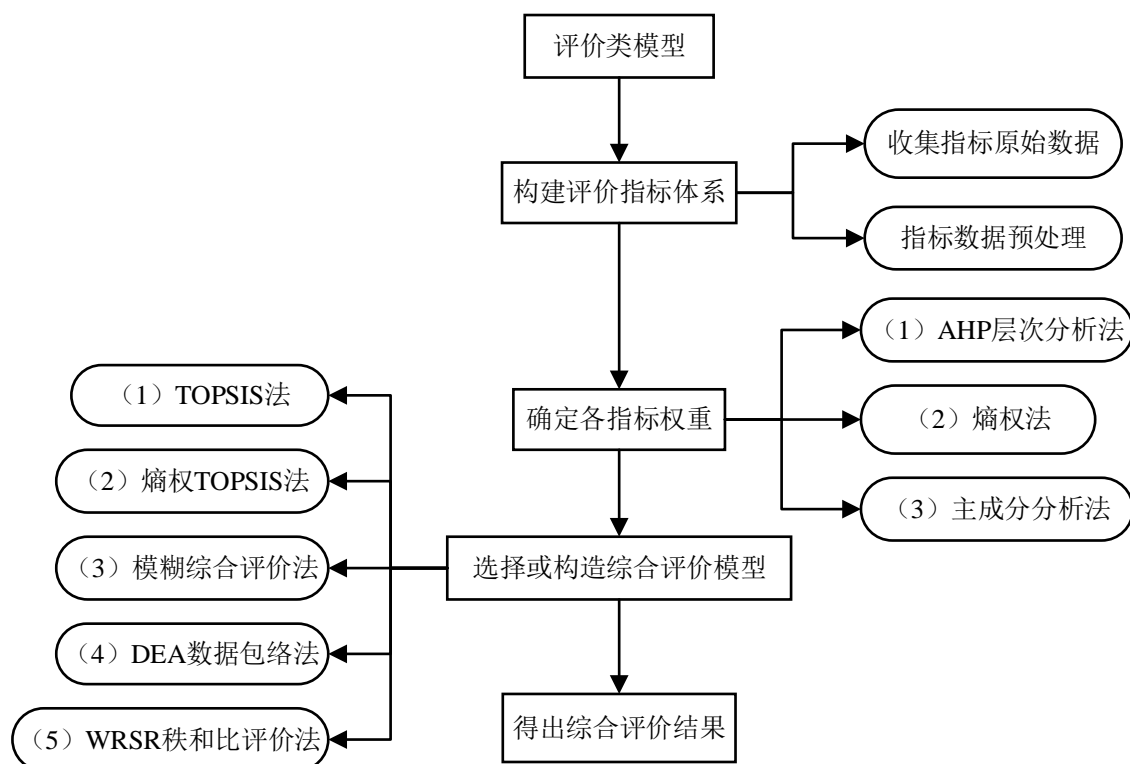 评价类模型
收集指标原始数据
构建评价指标体系
指标数据预处理
（1）AHP层次分析法
（1）TOPSIS法
确定各指标权重
（2）熵权法
（2）熵权TOPSIS法
（3）主成分分析法
（3）模糊综合评价法
选择或构造综合评价模型
（4）DEA数据包络法
得出综合评价结果
（5）WRSR秩和比评价法